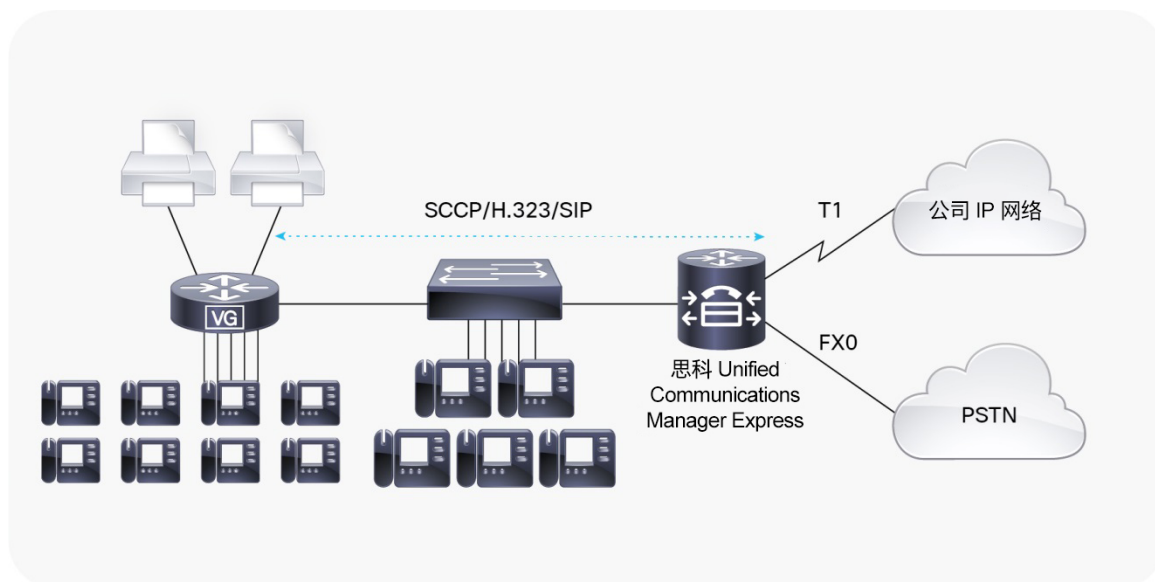 SCCP/H.323/SIP
T1
公司 IP 网络
VG
FX0
思科 Unified
Communications
Manager Express
PSTN